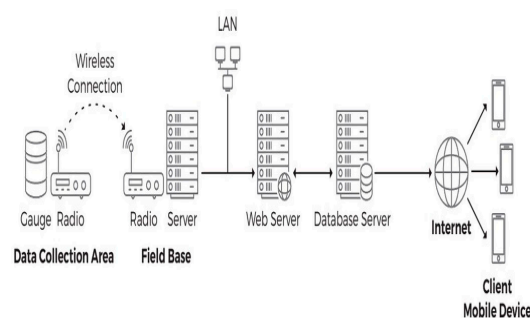 LAN
Wireless
Connection
Gauge Radio
Radio Server
Web Server
Database Server
Internet
Data Collection Area
Field Base
Client
Mobile Device